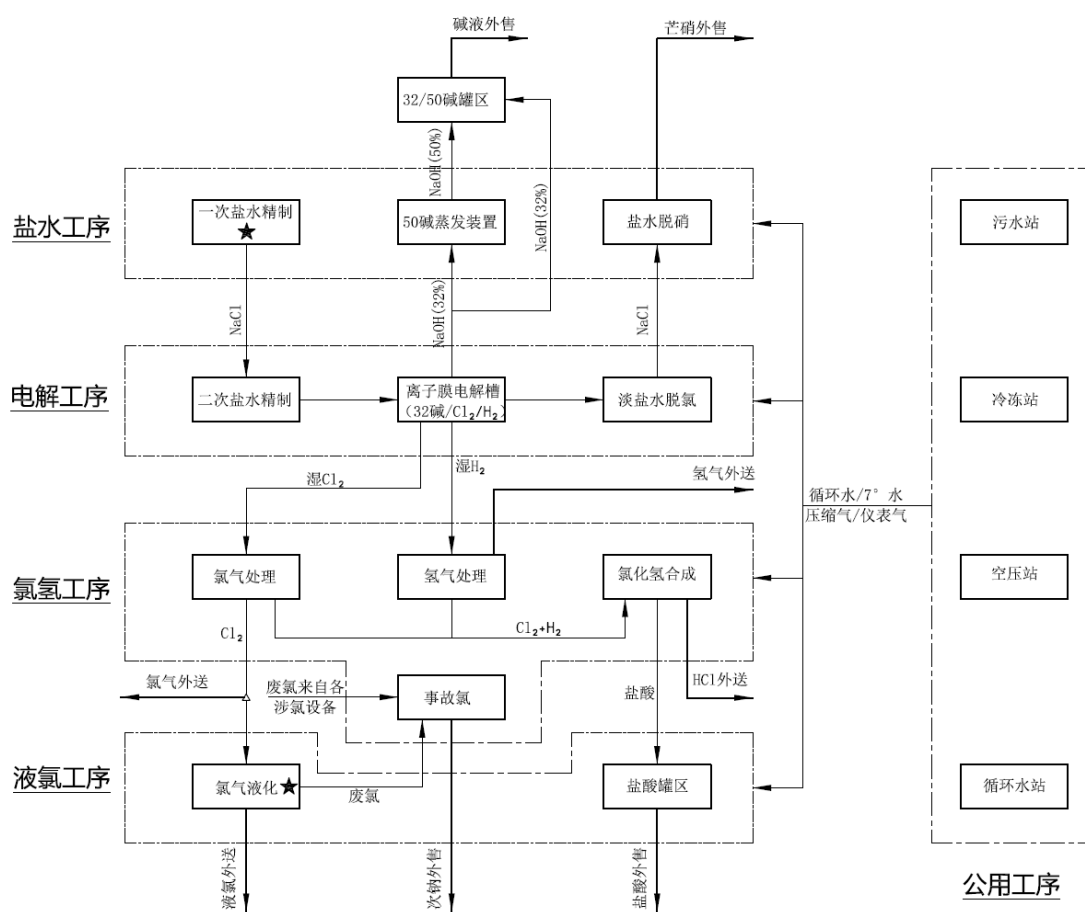 碱液外售
芒硝外售
32/50碱罐区
NaOH(50%)
NaOH(32%)
盐水工序
一次盐水精制
50碱蒸发装置
盐水脱硝
污水站
NaCl
NaOH(32%)
NaCl
电解工序
二次盐水精制
离子膜电解槽
(32碱/Cl₂/H₂)
淡盐水脱氯
冷冻站
湿Cl₂
湿H₂
氢气外送
循环水/7°水
压缩气/仪表气
氯氢工序
氯气处理
氢气处理
氯化氢合成
空压站
Cl₂
Cl₂+H₂
氯气外送
废氯来自各
涉氯设备
事故氯
盐酸
HCl外送
液氯工序
氯气液化
废氯
盐酸罐区
循环水站
液氯外送
次钠外售
盐酸外售
公用工序